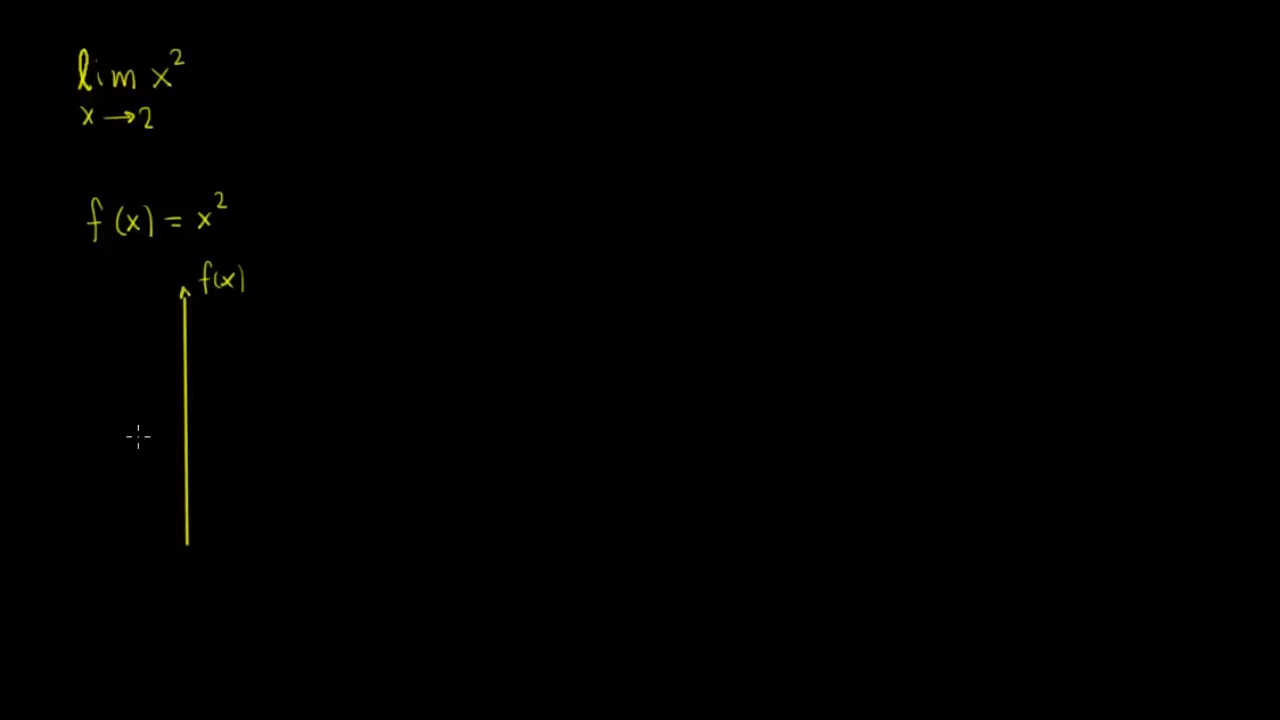 lim x²
x → 2
f(x) = x²
f(x)